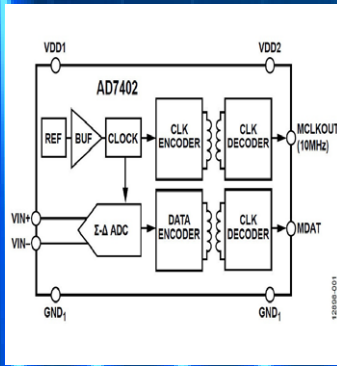 VDD1 VDD2
AD7402
REF BUF CLOCK CLK ENCODER CLK DECODER MCLKOUT (10MHz)
VIN+
VIN–
Σ-Δ ADC DATA ENCODER CLK DECODER MDAT
GND1 GND1
12898-001